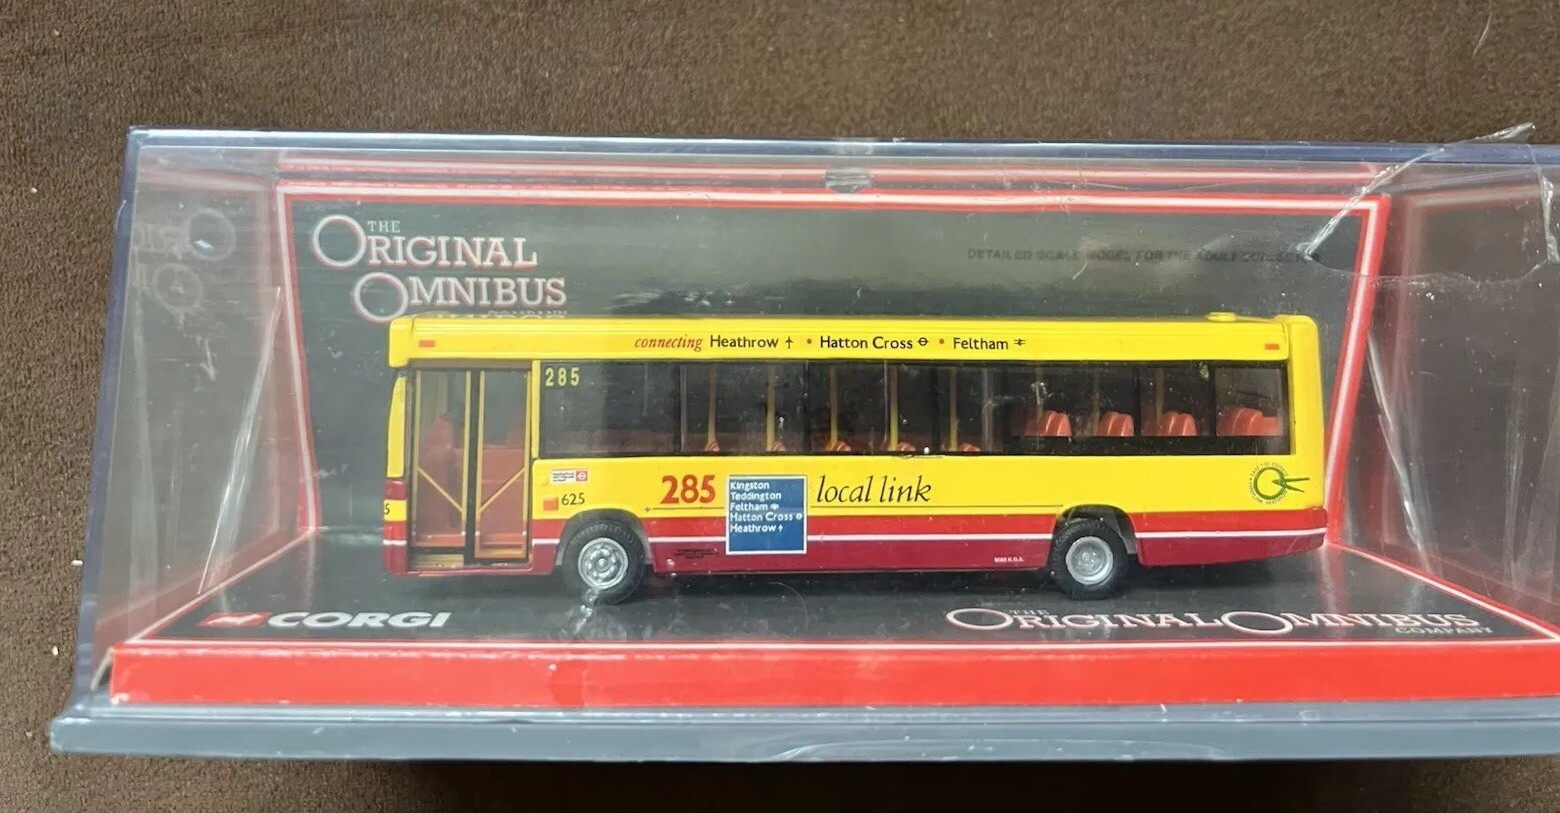 THE
ORIGINAL
OMNIBUS
COMPANY
DETAILED SCALE MODEL FOR THE ADULT COLLECTOR
connecting Heathrow • Hatton Cross • Feltham
285
625
285
Kingston
Teddington
Feltham
Hatton Cross
Heathrow
local link
S
CORGI
THE
ORIGINAL OMNIBUS
COMPANY